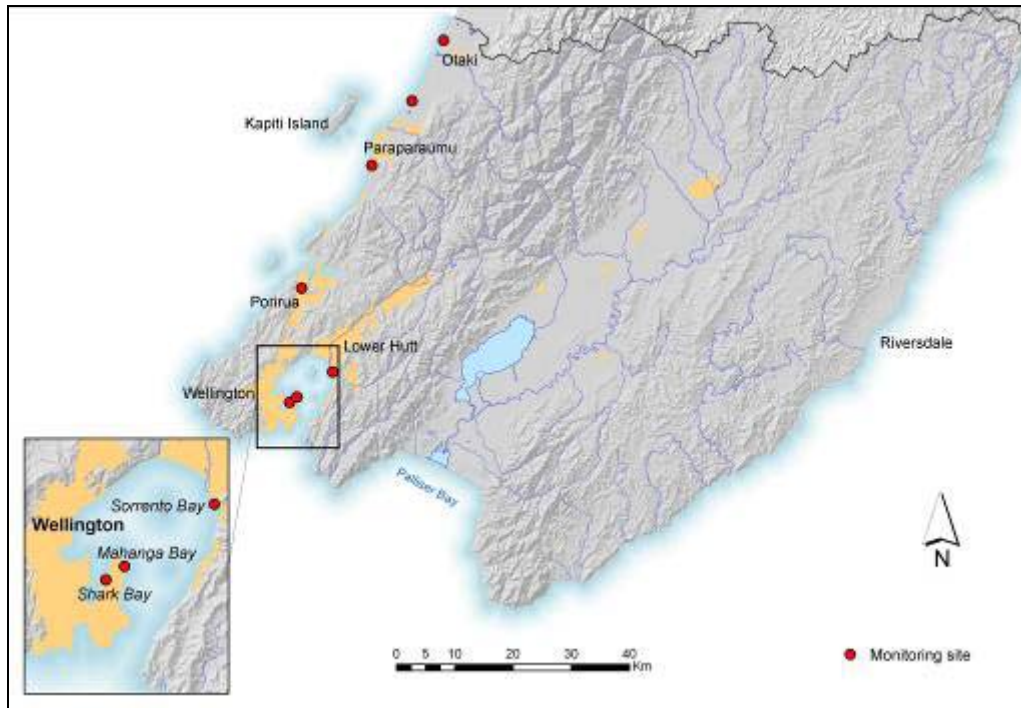 Otaki
Kapiti Island
Paraparaumu
Porirua
Lower Hutt
Riversdale
Wellington
Palliser Bay
Sorrento Bay
Wellington
Mahanga Bay
Shark Bay
N
0 5 10 20 30 40
Km
Monitoring site